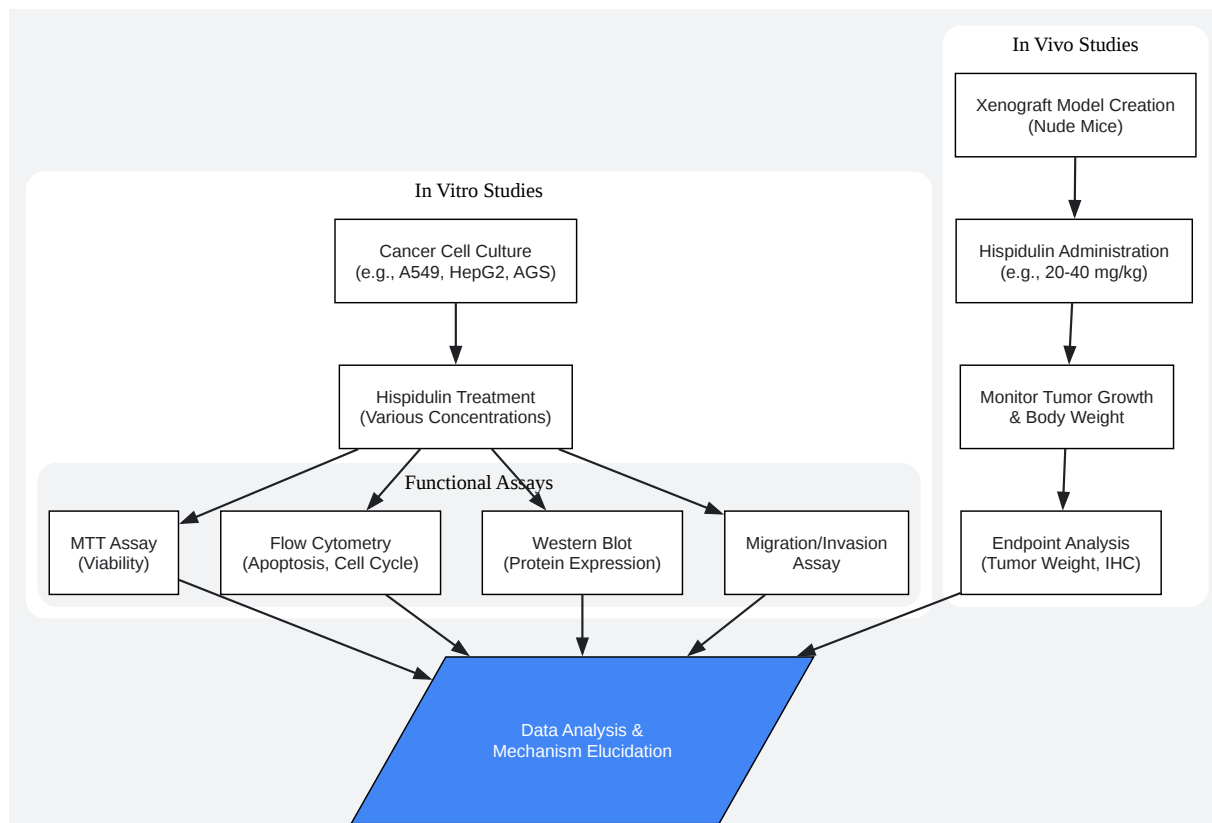 In Vivo Studies
Xenograft Model Creation
(Nude Mice)
Hispidulin Administration
(e.g., 20-40 mg/kg)
Monitor Tumor Growth
& Body Weight
Endpoint Analysis
(Tumor Weight, IHC)
In Vitro Studies
Cancer Cell Culture
(e.g., A549, HepG2, AGS)
Hispidulin Treatment
(Various Concentrations)
Functional Assays
MTT Assay
(Viability)
Flow Cytometry
(Apoptosis, Cell Cycle)
Western Blot
(Protein Expression)
Migration/Invasion
Assay
Data Analysis &
Mechanism Elucidation